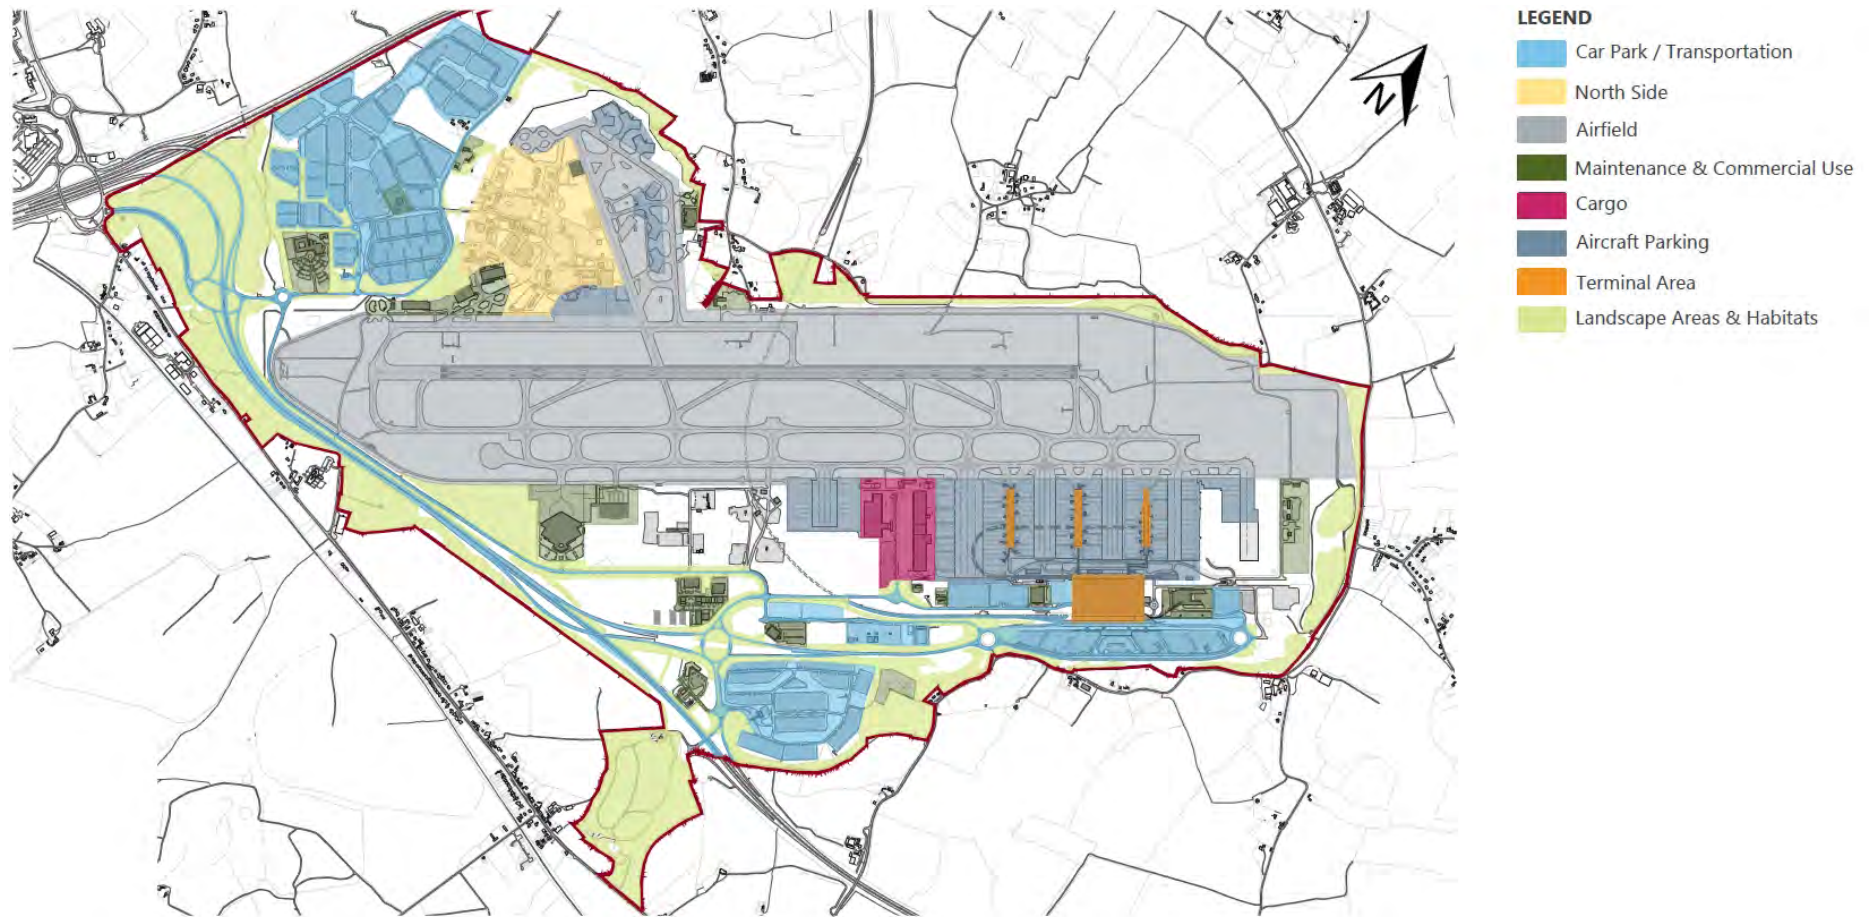 LEGEND
Car Park / Transportation
North Side
Airfield
Maintenance & Commercial Use
Cargo
Aircraft Parking
Terminal Area
Landscape Areas & Habitats
N